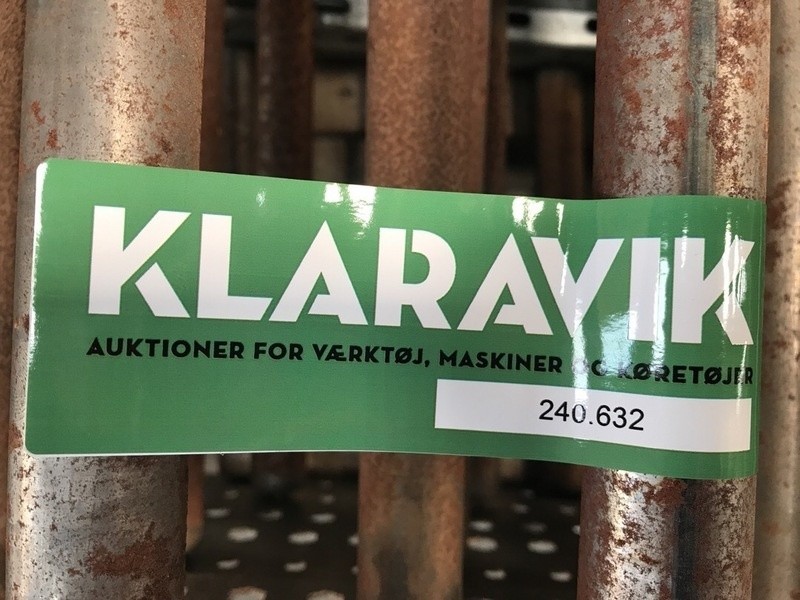 KLARAVIK
AUKTIONER FOR VÆRKTØJ, MASKINER OG KØRETØJER
240.632